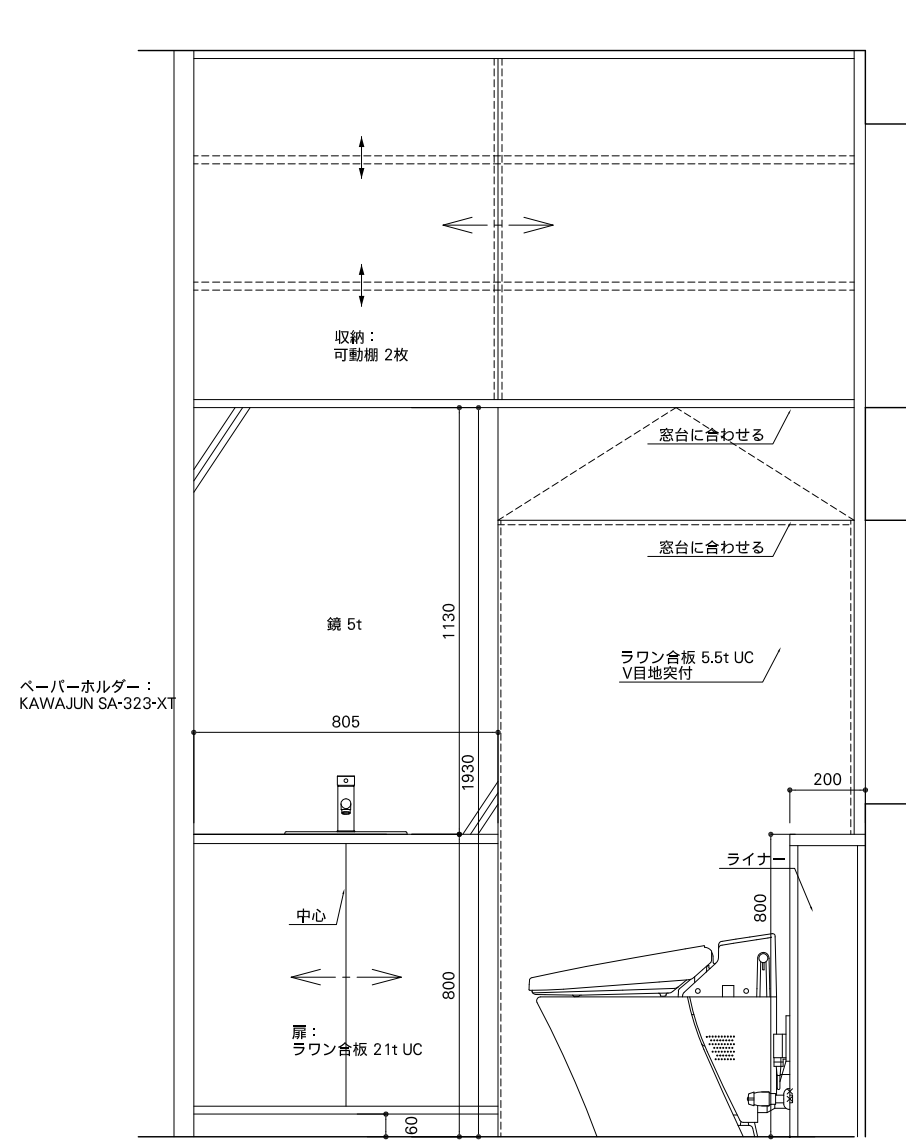 収納：
可動棚 2枚
窓台に合わせる
窓台に合わせる
鏡 5t
1130
ラワン合板 5.5t UC
V目地突付
ペーパーホルダー：
KAWAJUN SA-323-XT
805
1930
200
ライナー
中心
800
800
扉：
ラワン合板 21t UC
60